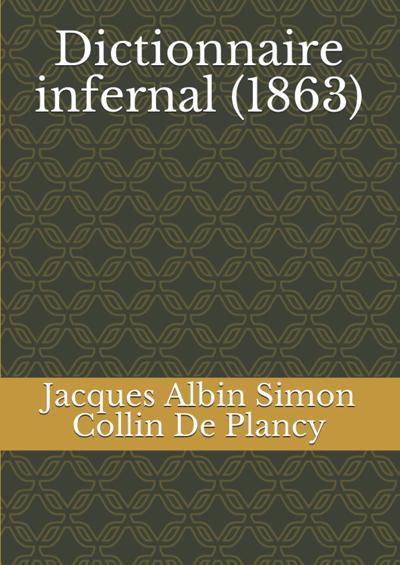 Dictionnaire
infernal (1863)
Jacques Albin Simon
Collin De Plancy